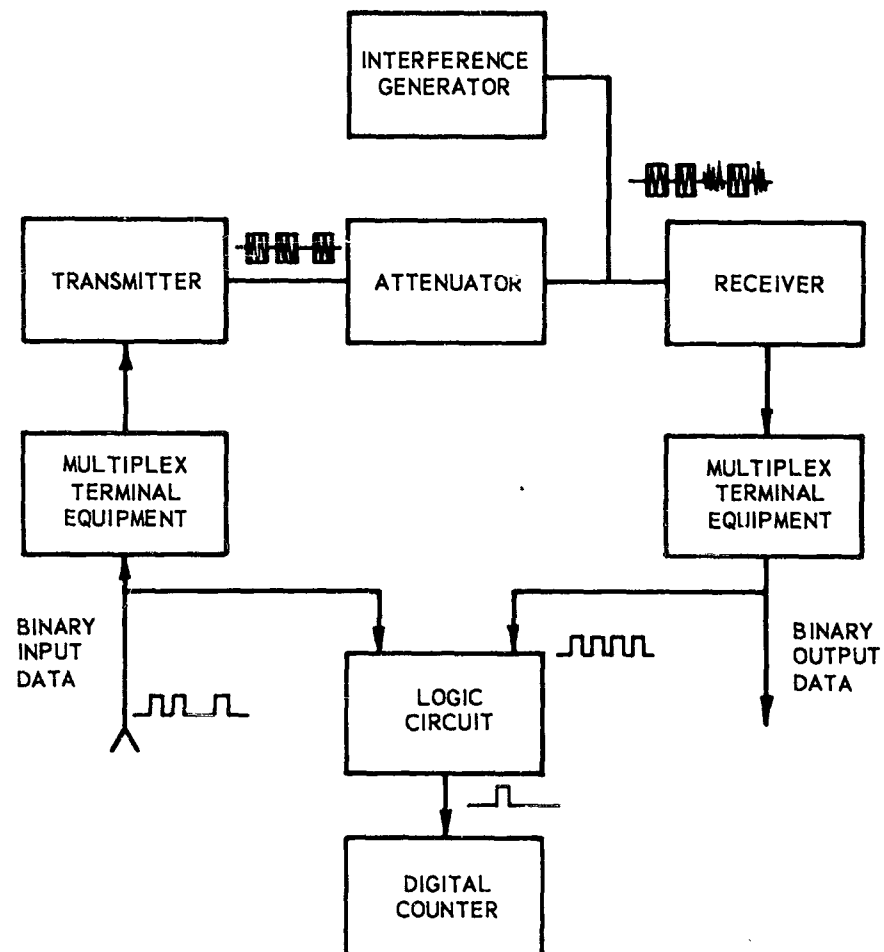 INTERFERENCE
GENERATOR
TRANSMITTER
ATTENUATOR
RECEIVER
MULTIPLEX
TERMINAL
EQUIPMENT
MULTIPLEX
TERMINAL
EQUIPMENT
BINARY
INPUT
DATA
LOGIC
CIRCUIT
BINARY
OUTPUT
DATA
DIGITAL
COUNTER